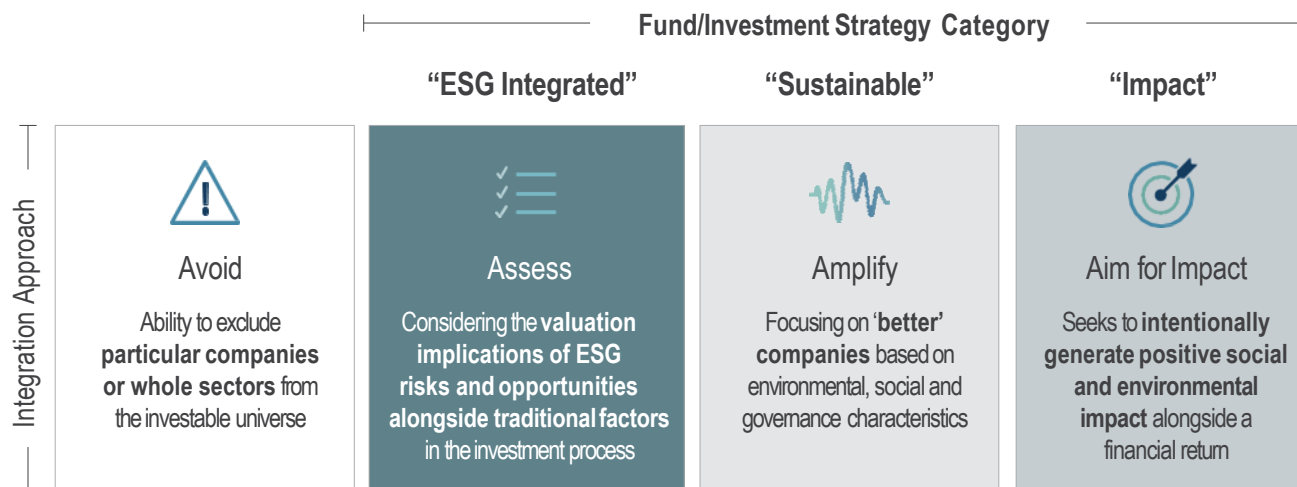 Fund/Investment Strategy Category
“ESG Integrated”
“Sustainable”
“Impact”
Integration Approach
Avoid
Ability to exclude
particular companies
or whole sectors from
the investable universe
Assess
Considering the valuation
implications of ESG
risks and opportunities
alongside traditional factors
in the investment process
Amplify
Focusing on ‘better’
companies based on
environmental, social and
governance characteristics
Aim for Impact
Seeks to intentionally
generate positive social
and environmental
impact alongside a
financial return